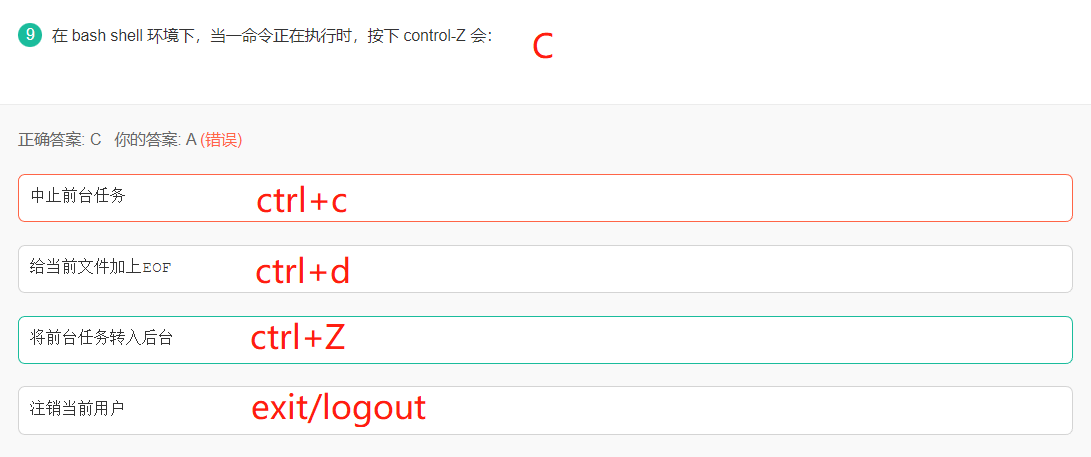 9 在 bash shell 环境下，当一命令正在执行时，按下 control-Z 会： C
正确答案: C 你的答案: A (错误)
中止前台任务 ctrl+c
给当前文件加上EOF ctrl+d
将前台任务转入后台 ctrl+Z
注销当前用户 exit/logout